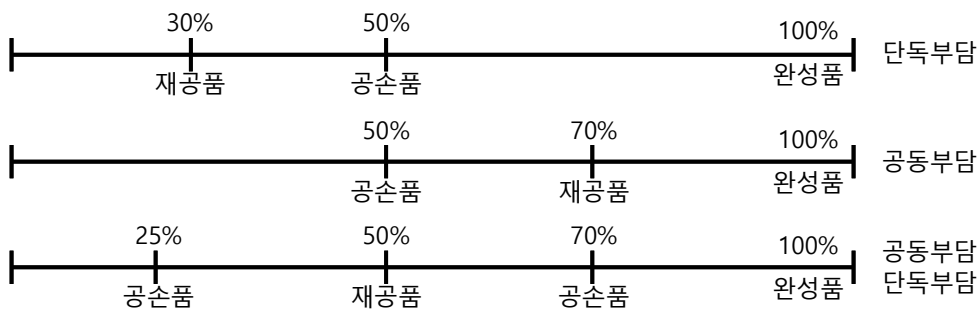 30% 50% 100% 단독부담
재공품 공손품 완성품
50% 70% 100% 공동부담
공손품 재공품 완성품
25% 50% 70% 100% 공동부담
공손품 재공품 공손품 완성품 단독부담